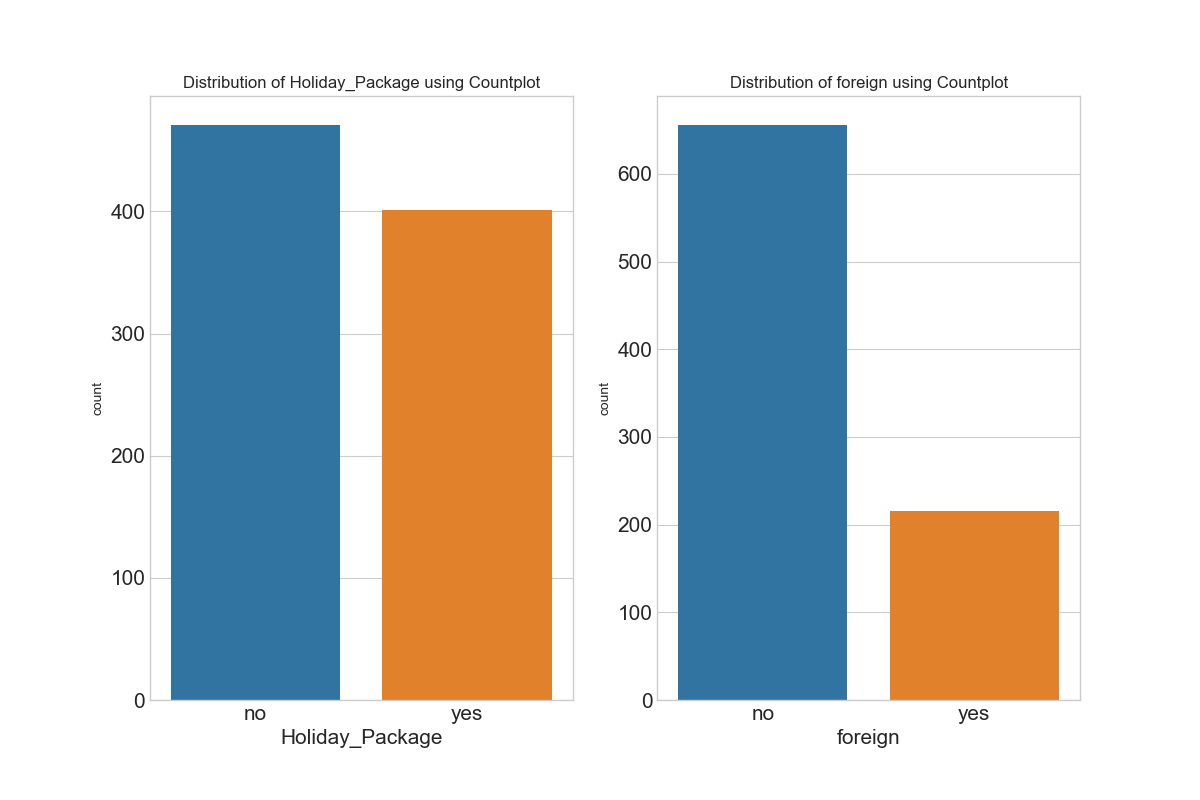 Distribution of Holiday_Package using Countplot
400
300
200
100
0
count
no yes
Holiday_Package
Distribution of foreign using Countplot
600
500
400
300
200
100
0
count
no yes
foreign